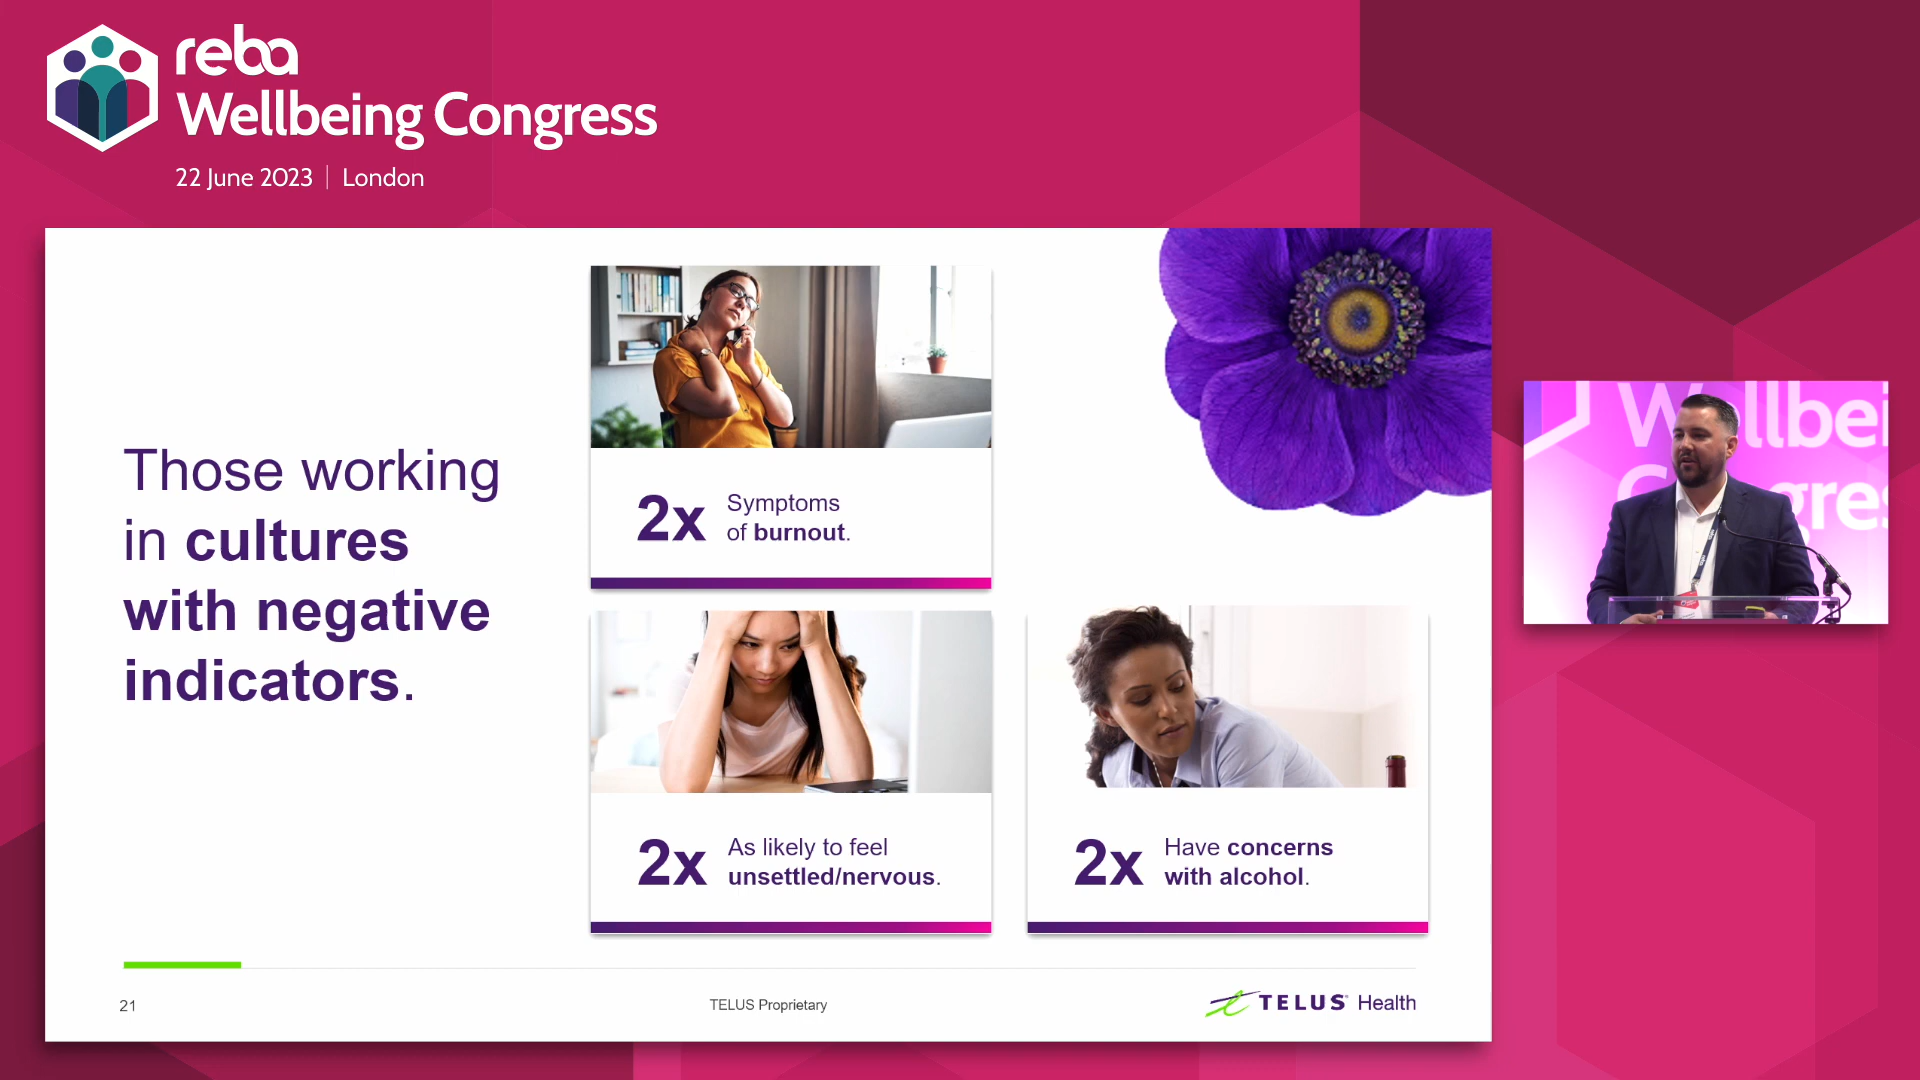 reba
Wellbeing Congress
22 June 2023 | London
Those working
in cultures
with negative
indicators.
2x
Symptoms
of burnout.
2x
As likely to feel
unsettled/nervous.
2x
Have concerns
with alcohol.
21
TELUS Proprietary
TELUS Health